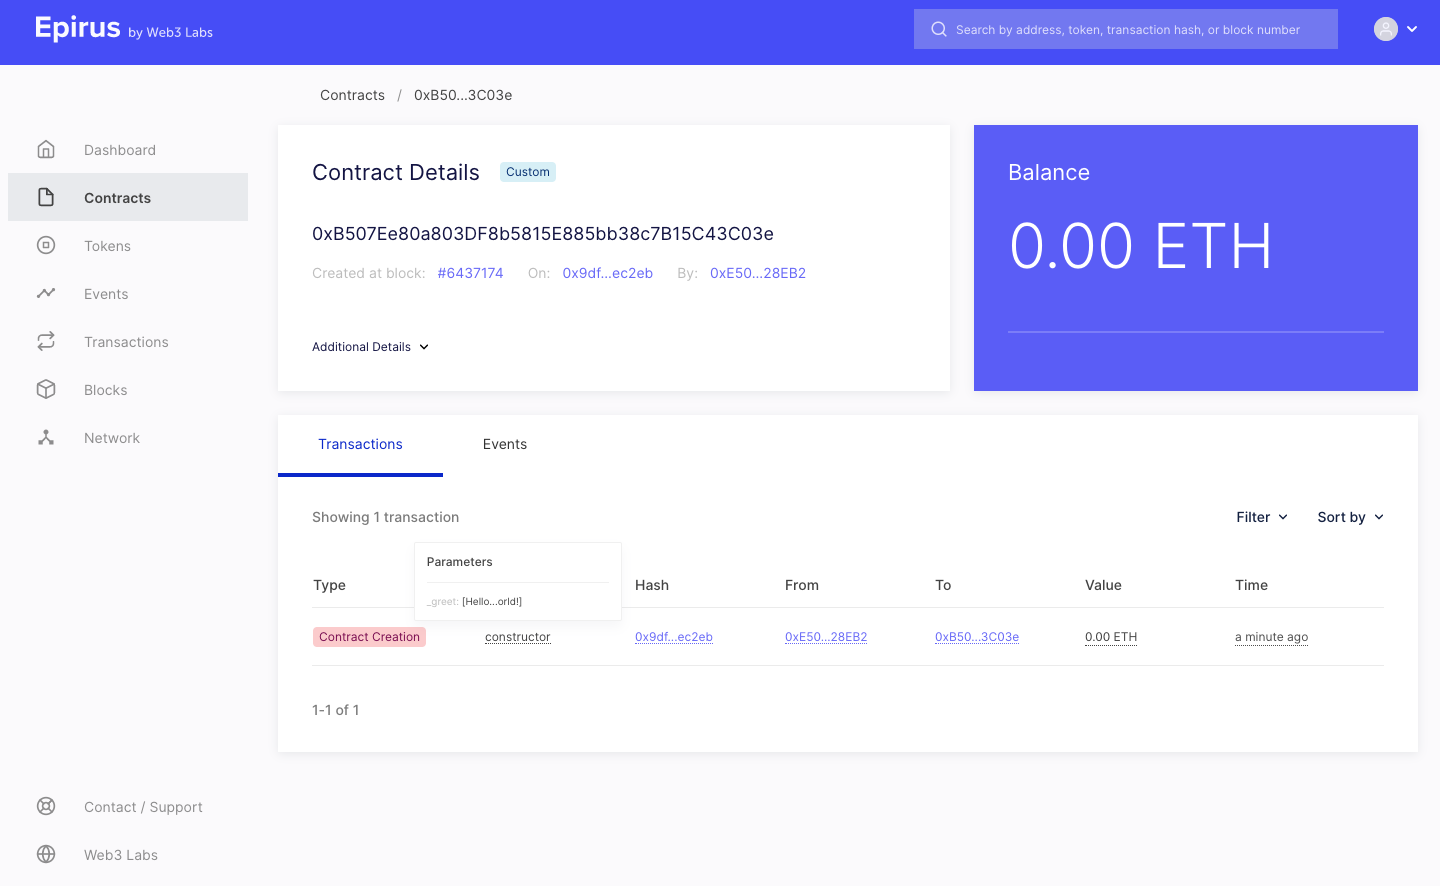 Epirus by Web3 Labs
Search by address, token, transaction hash, or block number
Contracts / 0xB50...3C03e
Dashboard
Contracts
Tokens
Events
Transactions
Blocks
Network
Contact / Support
Web3 Labs
Contract Details Custom
0xB507Ee80a803DF8b5815E885bb38c7B15C43C03e
Created at block: #6437174 On: 0x9df...ec2eb By: 0xE50...28EB2
Additional Details
Balance
0.00 ETH
Transactions Events
Showing 1 transaction
Filter Sort by
Parameters
_greet: [Hello...orld!]
Type Hash From To Value Time
Contract Creation constructor 0x9df...ec2eb 0xE50...28EB2 0xB50...3C03e 0.00 ETH a minute ago
1-1 of 1